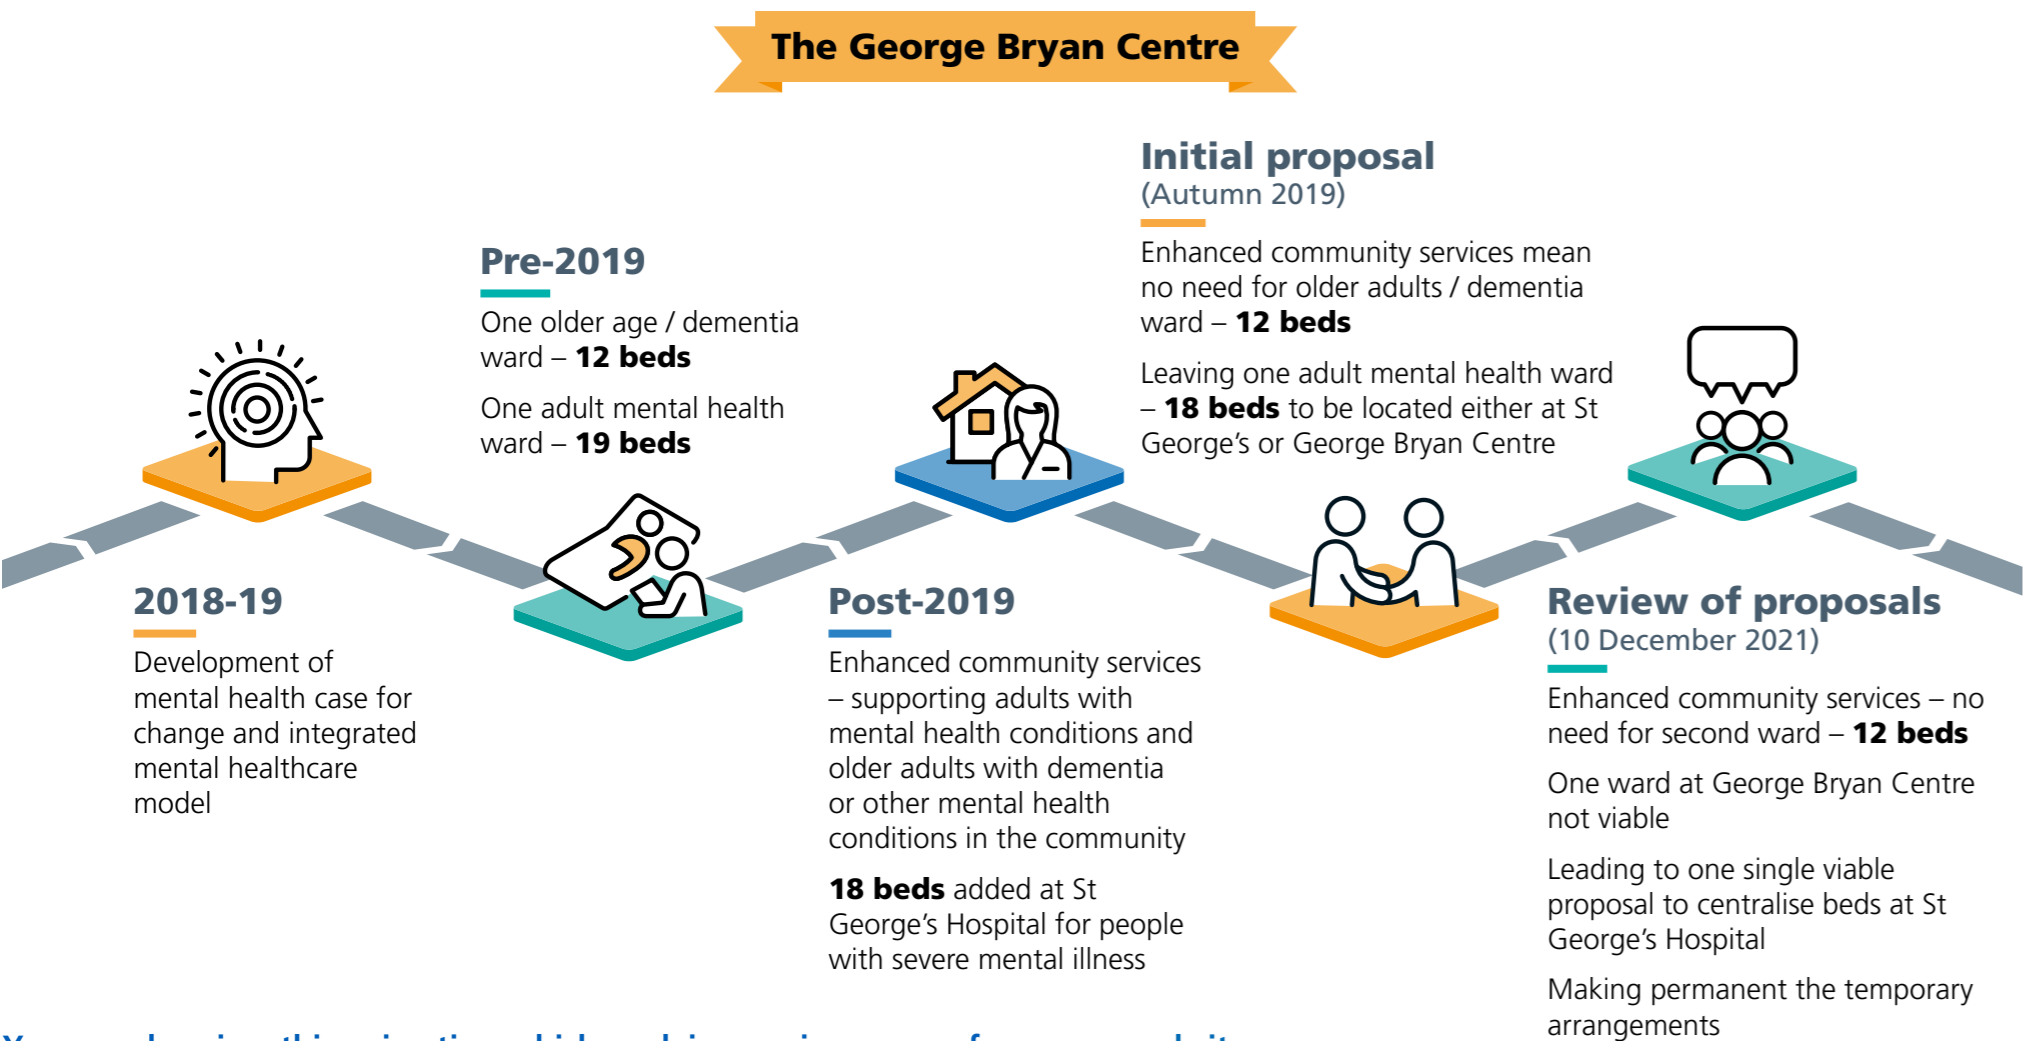 The George Bryan Centre
2018-19
Development of
mental health case for
change and integrated
mental healthcare
model
Pre-2019
One older age / dementia
ward – 12 beds
One adult mental health
ward – 19 beds
Post-2019
Enhanced community services
– supporting adults with
mental health conditions and
older adults with dementia
or other mental health
conditions in the community
18 beds added at St
George’s Hospital for people
with severe mental illness
Initial proposal
(Autumn 2019)
Enhanced community services mean
no need for older adults / dementia
ward – 12 beds
Leaving one adult mental health ward
– 18 beds to be located either at St
George’s or George Bryan Centre
Review of proposals
(10 December 2021)
Enhanced community services – no
need for second ward – 12 beds
One ward at George Bryan Centre
not viable
Leading to one single viable
proposal to centralise beds at St
George’s Hospital
Making permanent the temporary
arrangements